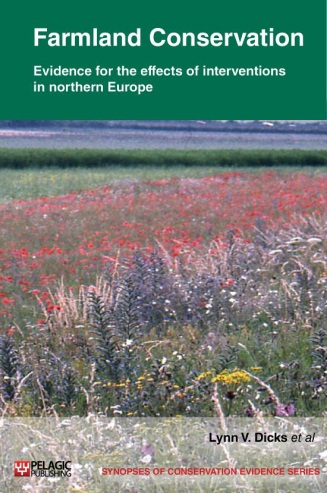 Farmland Conservation
Evidence for the effects of interventions
in northern Europe
Lynn V. Dicks et al
PELAGIC
PUBLISHING
SYNOPSES OF CONSERVATION EVIDENCE SERIES